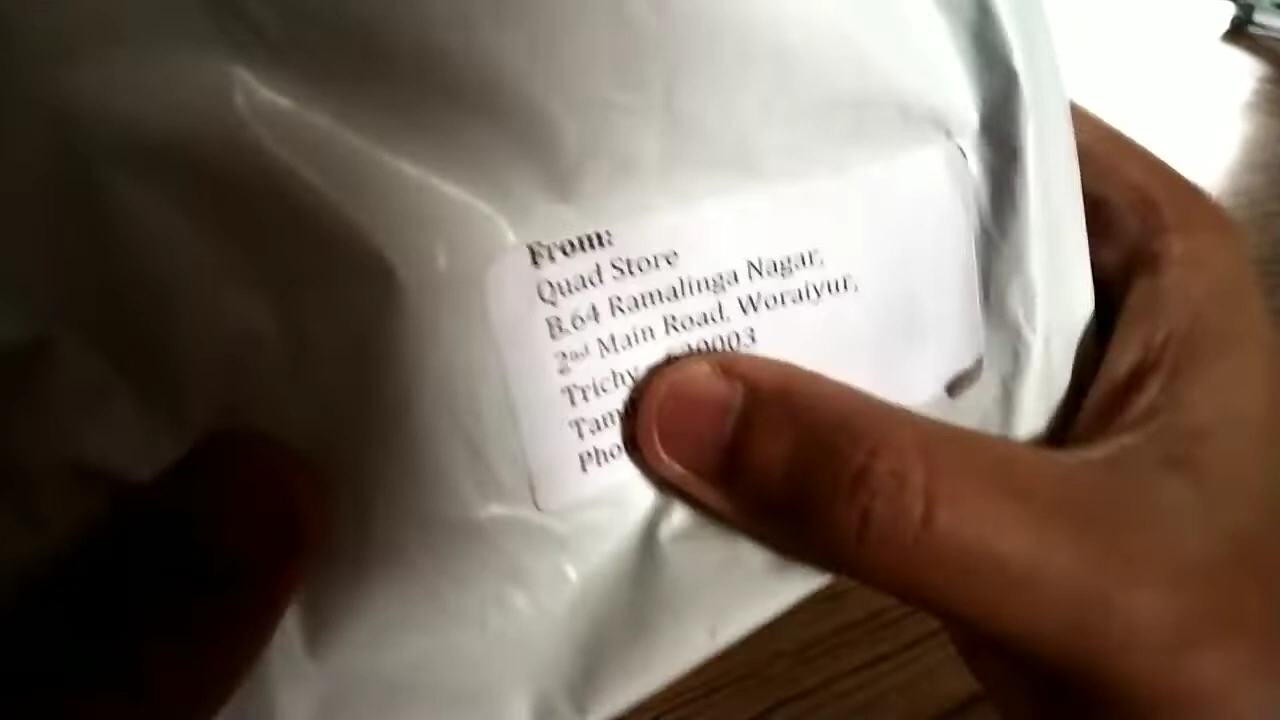 From:
Quad Store
B.64 Ramalinga Nagar,
2nd Main Road, Woraiyur,
Trichy